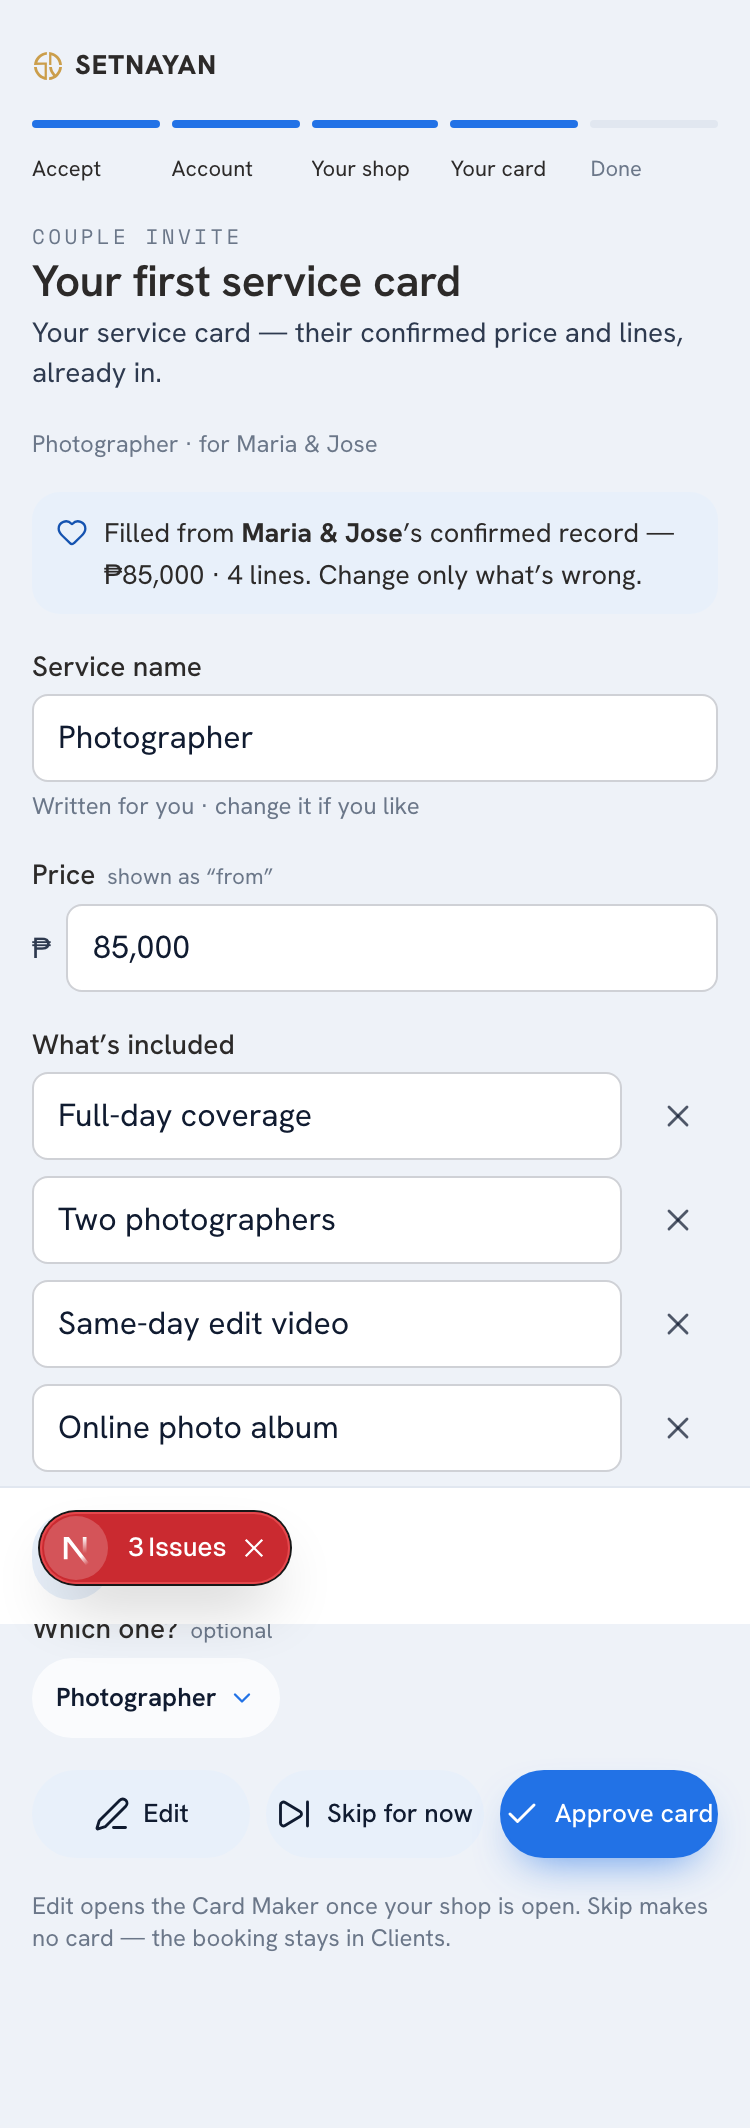 SETNAYAN
Accept
Account
Your shop
Your card
Done
COUPLE INVITE
Your first service card
Your service card — their confirmed price and lines,
already in.
Photographer · for Maria & Jose
Filled from Maria & Jose’s confirmed record —
₱85,000 · 4 lines. Change only what’s wrong.
Service name
Photographer
Written for you · change it if you like
Price shown as “from”
₱ 85,000
What’s included
Full-day coverage
Two photographers
Same-day edit video
Online photo album
N 3 Issues
Which one? optional
Photographer
Edit
Skip for now
Approve card
Edit opens the Card Maker once your shop is open. Skip makes
no card — the booking stays in Clients.